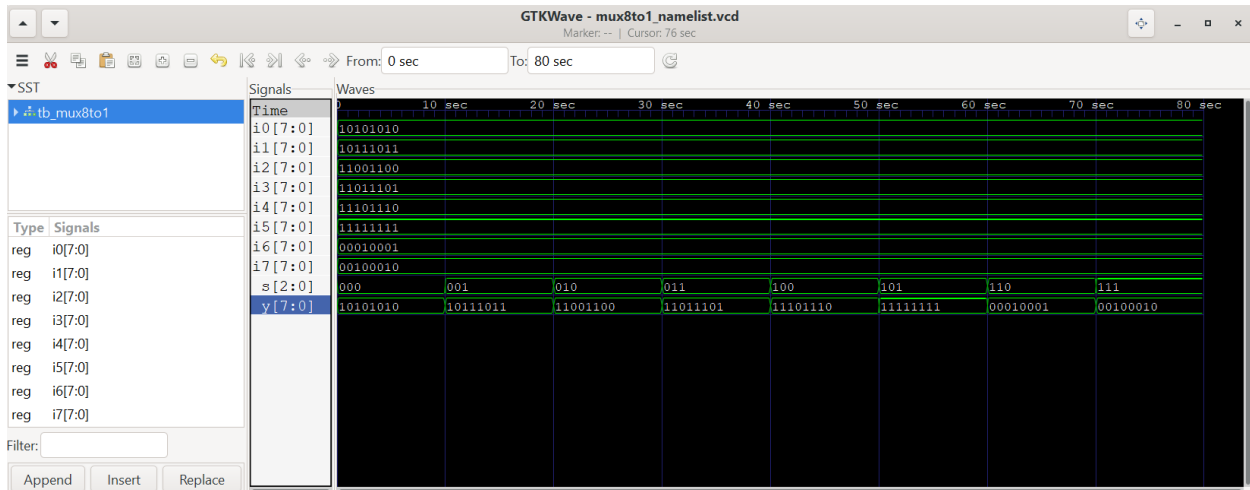 GTKWave - mux8to1_namelist.vcd
Marker: -- | Cursor: 76 sec
From: 0 sec To: 80 sec
SST
tb_mux8to1
Type Signals
reg i0[7:0]
reg i1[7:0]
reg i2[7:0]
reg i3[7:0]
reg i4[7:0]
reg i5[7:0]
reg i6[7:0]
reg i7[7:0]
Filter:
Append Insert Replace
Signals Waves
Time 0 10 sec 20 sec 30 sec 40 sec 50 sec 60 sec 70 sec 80 sec
i0[7:0] 10101010
i1[7:0] 10111011
i2[7:0] 11001100
i3[7:0] 11011101
i4[7:0] 11101110
i5[7:0] 11111111
i6[7:0] 00010001
i7[7:0] 00100010
s[2:0] 000 001 010 011 100 101 110 111
y[7:0] 10101010 10111011 11001100 11011101 11101110 11111111 00010001 00100010